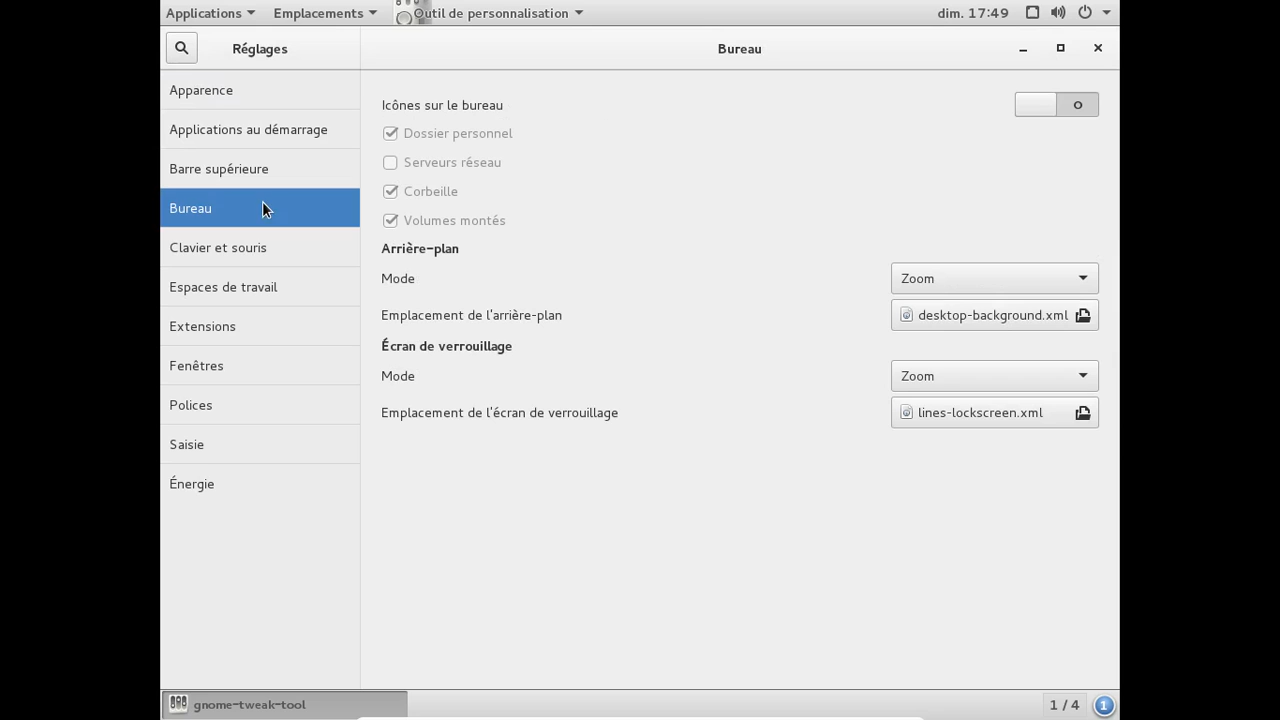 Applications Emplacements Outil de personnalisation dim. 17:49
Réglages Bureau
Apparence
Applications au démarrage
Barre supérieure
Bureau
Clavier et souris
Espaces de travail
Extensions
Fenêtres
Polices
Saisie
Énergie
Icônes sur le bureau O
Dossier personnel
Serveurs réseau
Corbeille
Volumes montés
Arrière-plan
Mode Zoom
Emplacement de l'arrière-plan desktop-background.xml
Écran de verrouillage
Mode Zoom
Emplacement de l'écran de verrouillage lines-lockscreen.xml
gnome-tweak-tool 1 / 4 1